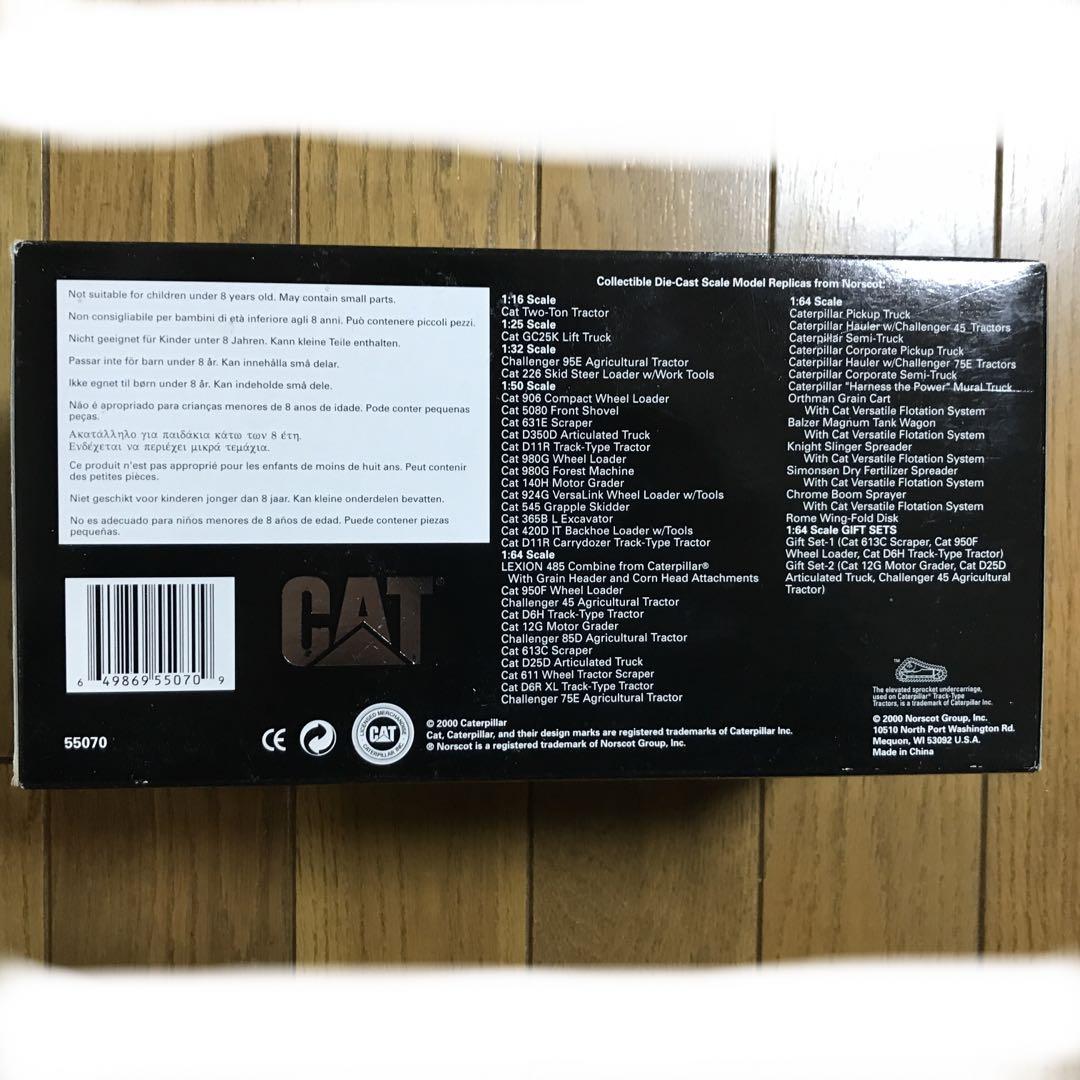 Not suitable for children under 8 years old. May contain small parts.
Non consigliabile per bambini di età inferiore agli 8 anni. Può contenere piccoli pezzi.
Nicht geeignet für Kinder unter 8 Jahren. Kann kleine Teile enthalten.
Passar inte för barn under 8 år. Kan innehålla små delar.
Ikke egnet til børn under 8 år. Kan indeholde små dele.
Não é apropriado para crianças menores de 8 anos de idade. Pode conter pequenas
peças.
Ακατάλληλο για παιδάκια κάτω των 8 έτη.
Ενδέχεται να περιέχει μικρά τεμάχια.
Ce produit n'est pas approprié pour les enfants de moins de huit ans. Peut contenir
des petites pièces.
Niet geschikt voor kinderen jonger dan 8 jaar. Kan kleine onderdelen bevatten.
No es adecuado para niños menores de 8 años de edad. Puede contener piezas
pequeñas.
6 49869 55070 9
55070
CAT®
CE
LICENSED MERCHANDISE
CAT
CATERPILLAR INC.
Collectible Die-Cast Scale Model Replicas from Norscot:
1:16 Scale
Cat Two-Ton Tractor
1:25 Scale
Cat GC25K Lift Truck
1:32 Scale
Challenger 95E Agricultural Tractor
Cat 226 Skid Steer Loader w/Work Tools
1:50 Scale
Cat 906 Compact Wheel Loader
Cat 5080 Front Shovel
Cat 631E Scraper
Cat D350D Articulated Truck
Cat D11R Track-Type Tractor
Cat 980G Wheel Loader
Cat 980G Forest Machine
Cat 140H Motor Grader
Cat 924G VersaLink Wheel Loader w/Tools
Cat 545 Grapple Skidder
Cat 365B L Excavator
Cat 420D IT Backhoe Loader w/Tools
Cat D11R Carrydozer Track-Type Tractor
1:64 Scale
LEXION 485 Combine from Caterpillar®
With Grain Header and Corn Head Attachments
Cat 950F Wheel Loader
Challenger 45 Agricultural Tractor
Cat D6H Track-Type Tractor
Cat 12G Motor Grader
Challenger 85D Agricultural Tractor
Cat 613C Scraper
Cat D25D Articulated Truck
Cat 611 Wheel Tractor Scraper
Cat D6R XL Track-Type Tractor
Challenger 75E Agricultural Tractor
1:64 Scale
Caterpillar Pickup Truck
Caterpillar Hauler w/Challenger 45 Tractors
Caterpillar Semi-Truck
Caterpillar Corporate Pickup Truck
Caterpillar Hauler w/Challenger 75E Tractors
Caterpillar Corporate Semi-Truck
Caterpillar "Harness the Power" Mural Truck
Orthman Grain Cart
With Cat Versatile Flotation System
Balzer Magnum Tank Wagon
With Cat Versatile Flotation System
Knight Slinger Spreader
With Cat Versatile Flotation System
Simonsen Dry Fertilizer Spreader
With Cat Versatile Flotation System
Chrome Boom Sprayer
With Cat Versatile Flotation System
Rome Wing-Fold Disk
1:64 Scale GIFT SETS
Gift Set-1 (Cat 613C Scraper, Cat 950F
Wheel Loader, Cat D6H Track-Type Tractor)
Gift Set-2 (Cat 12G Motor Grader, Cat D25D
Articulated Truck, Challenger 45 Agricultural
Tractor)
© 2000 Caterpillar
Cat, Caterpillar, and their design marks are registered trademarks of Caterpillar Inc.
® Norscot is a registered trademark of Norscot Group, Inc.
TM
The elevated sprocket undercarriage,
used on Caterpillar® Track-Type
Tractors, is a trademark of Caterpillar Inc.
© 2000 Norscot Group, Inc.
10510 North Port Washington Rd.
Mequon, WI 53092 U.S.A.
Made in China